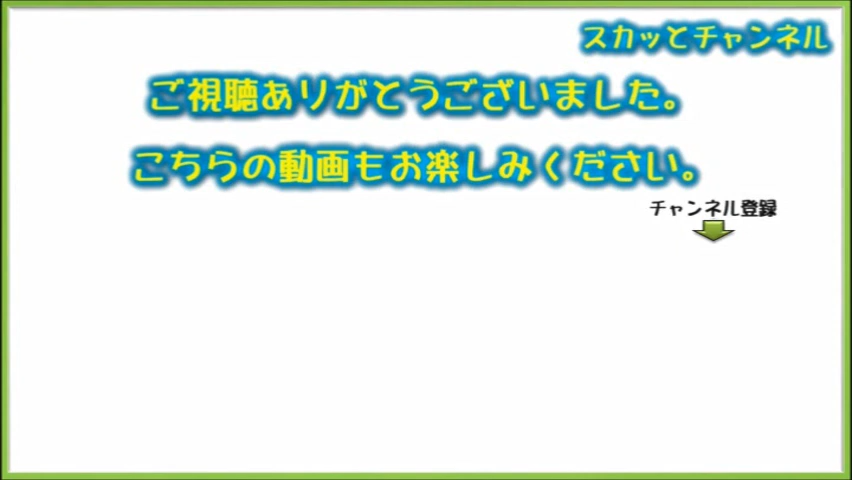 スカッとチャンネル
ご視聴ありがとうございました。
こちらの動画もお楽しみください。
チャンネル登録